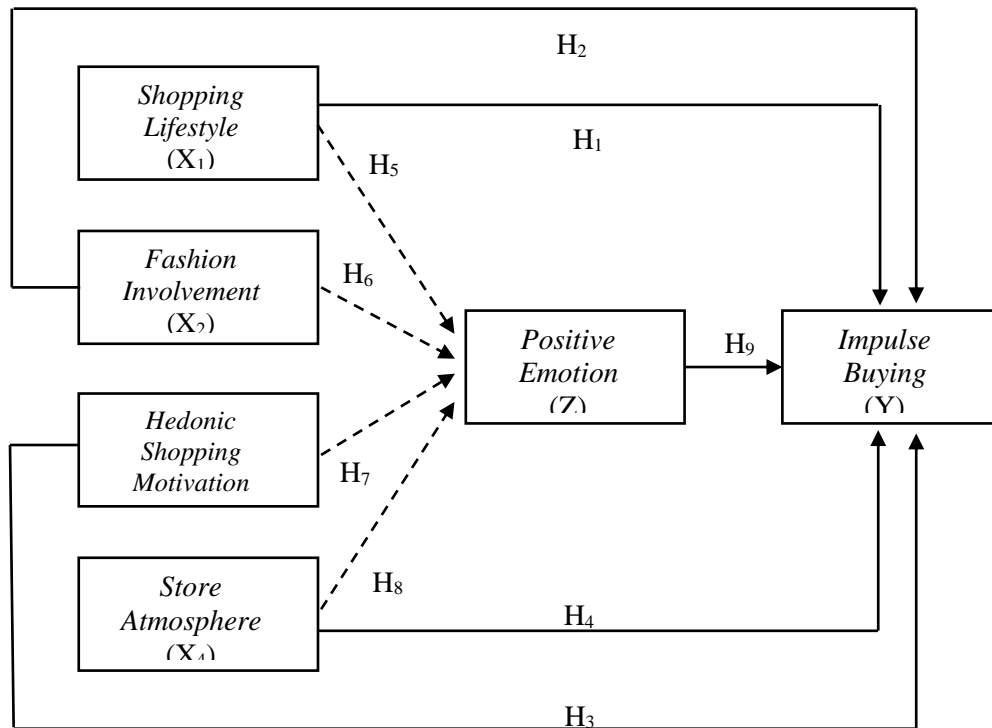 H₂
Shopping
Lifestyle
(X₁)
H₁
H₅
Fashion
Involvement
(X₂)
H₆
Positive
Emotion
(Z)
H₉
Impulse
Buying
(Y)
Hedonic
Shopping
Motivation
H₇
Store
Atmosphere
(X₄)
H₈
H₄
H₃